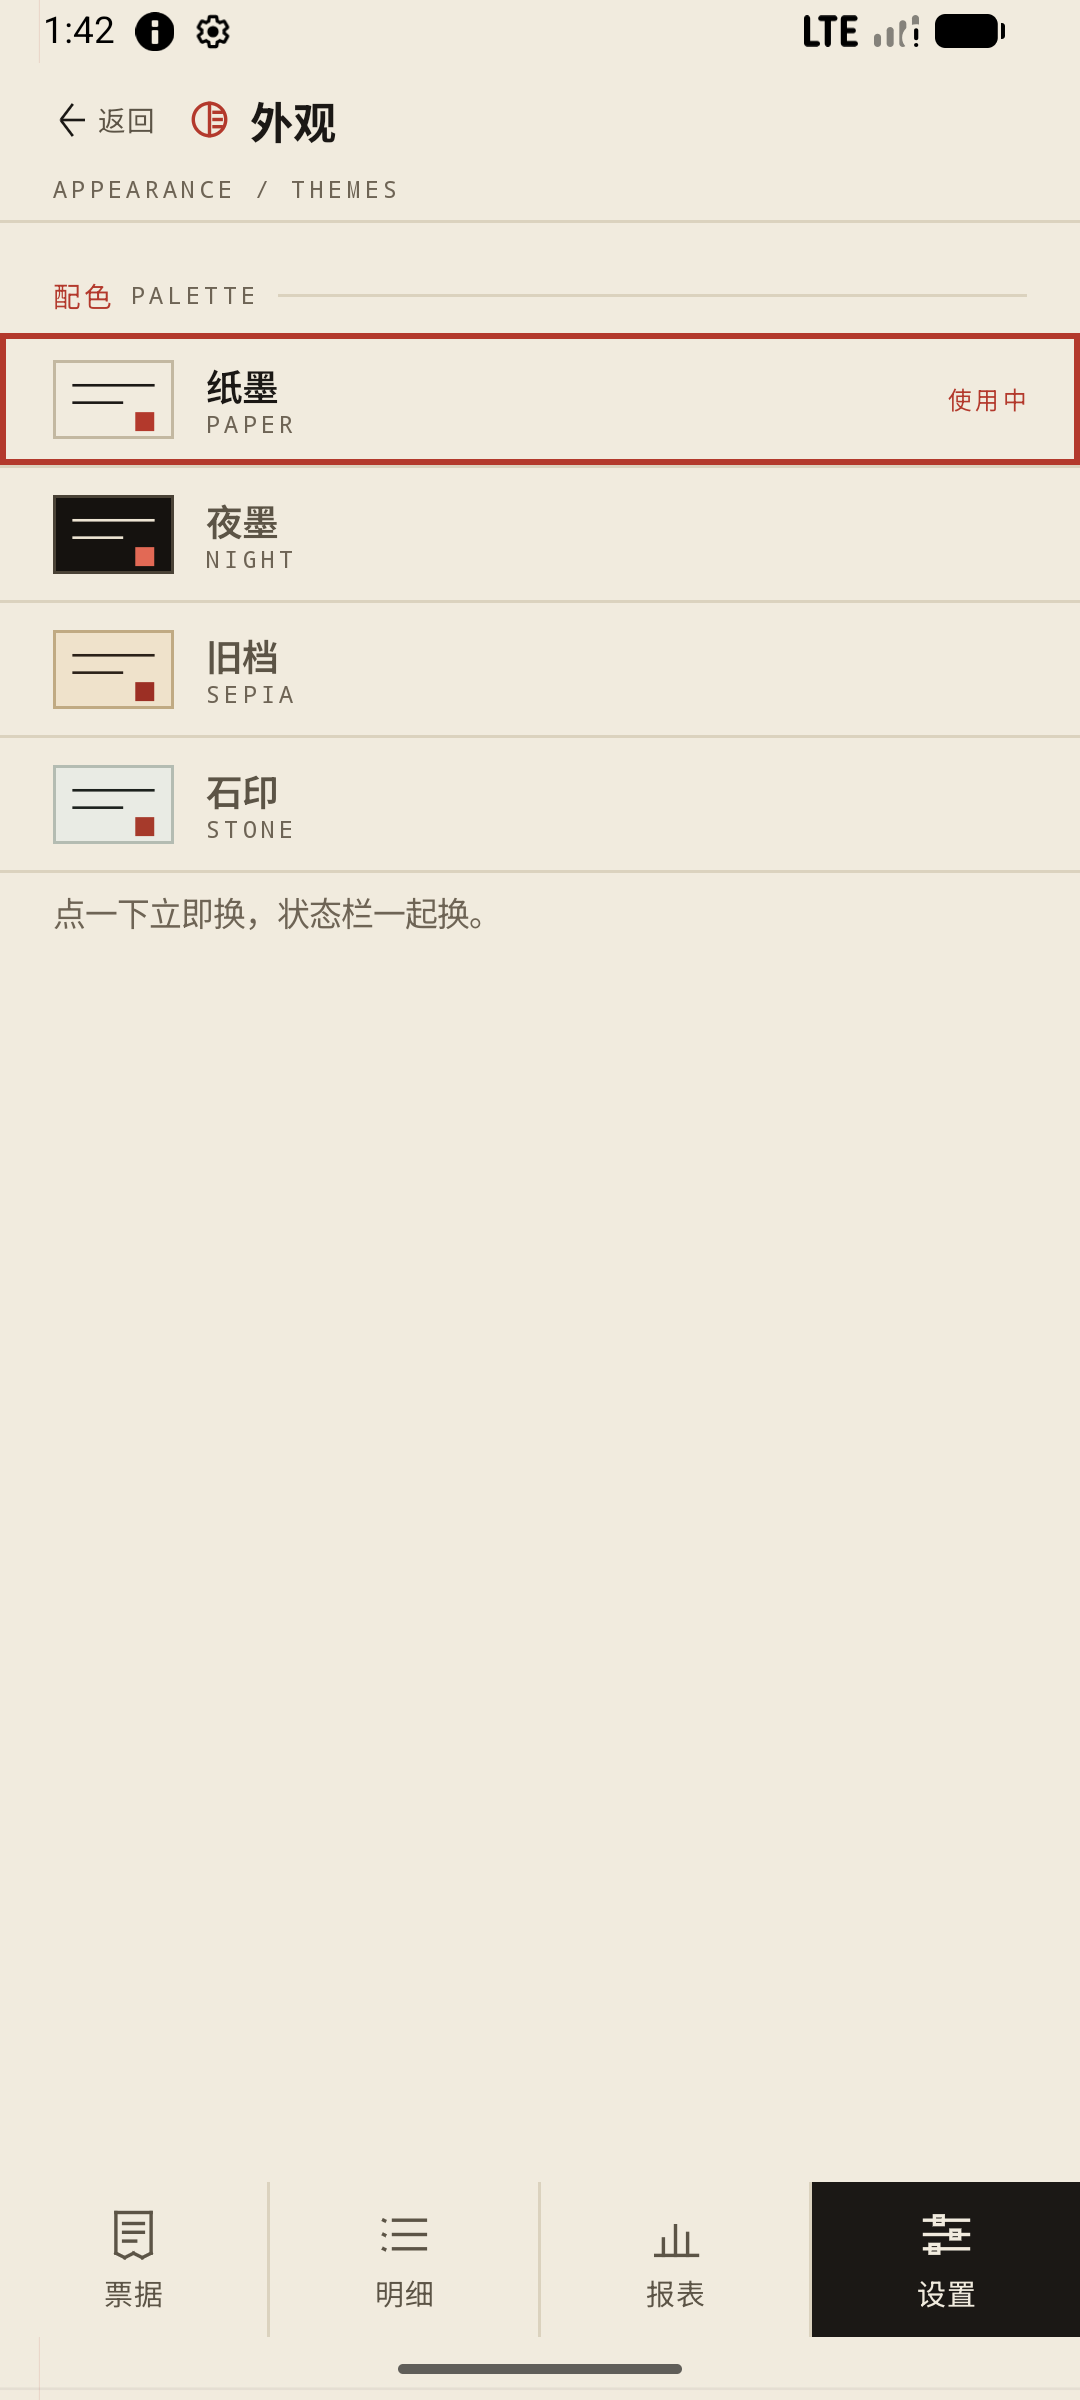 1:42 LTE
返回 外观
APPEARANCE / THEMES
配色 PALETTE
纸墨
PAPER
使用中
夜墨
NIGHT
旧档
SEPIA
石印
STONE
点一下立即换，状态栏一起换。
票据 明细 报表 设置